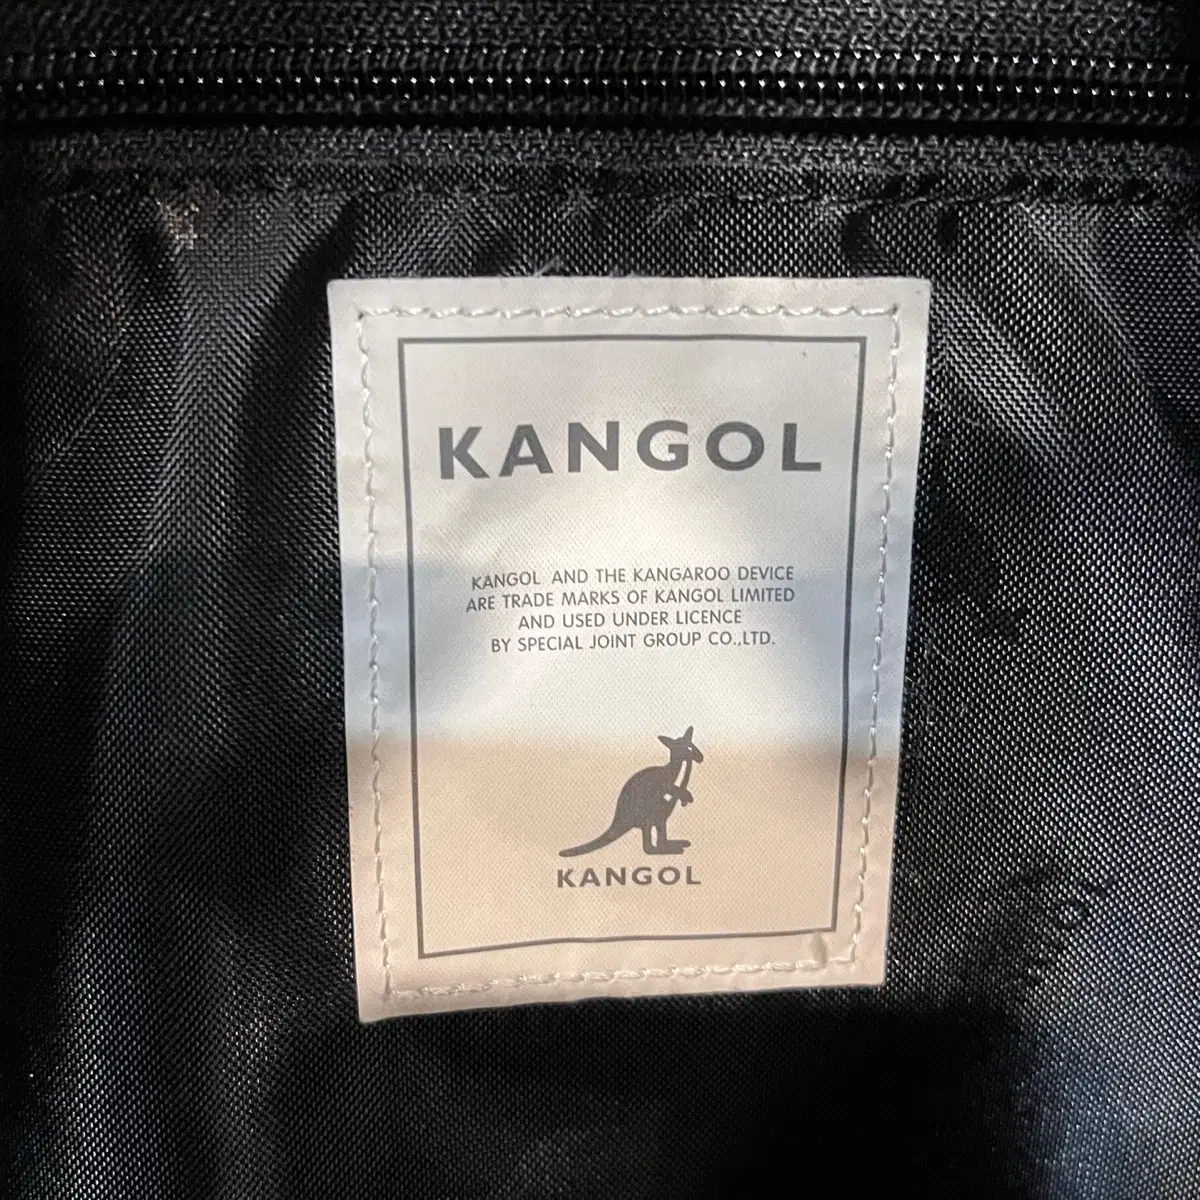 KANGOL
KANGOL AND THE KANGAROO DEVICE
ARE TRADE MARKS OF KANGOL LIMITED
AND USED UNDER LICENCE
BY SPECIAL JOINT GROUP CO.,LTD.
KANGOL